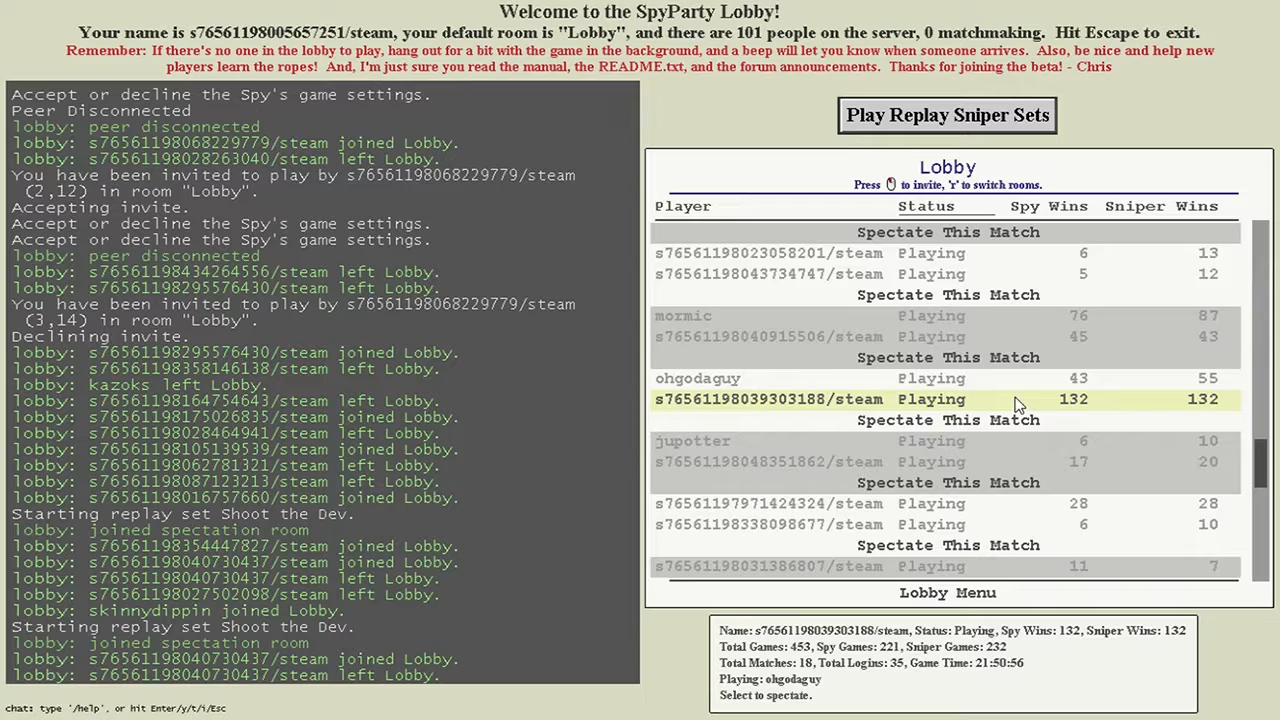 Welcome to the SpyParty Lobby!
Your name is s76561198005657251/steam, your default room is "Lobby", and there are 101 people on the server, 0 matchmaking.  Hit Escape to exit.
Remember:  If there's no one in the lobby to play, hang out for a bit with the game in the background, and a beep will let you know when someone arrives.  Also, be nice and help new
players learn the ropes!  And, I'm just sure you read the manual, the README.txt, and the forum announcements.  Thanks for joining the beta! - Chris
Accept or decline the Spy's game settings.
Peer Disconnected
lobby: peer disconnected
lobby: s76561198068229779/steam joined Lobby.
lobby: s76561198028263040/steam left Lobby.
You have been invited to play by s76561198068229779/steam
(2,12) in room "Lobby".
Accepting invite.
Accept or decline the Spy's game settings.
Accept or decline the Spy's game settings.
lobby: peer disconnected
lobby: s76561198434264556/steam left Lobby.
lobby: s76561198295576430/steam left Lobby.
You have been invited to play by s76561198068229779/steam
(3,14) in room "Lobby".
Declining invite.
lobby: s76561198295576430/steam joined Lobby.
lobby: s76561198358146138/steam joined Lobby.
lobby: kazoks left Lobby.
lobby: s76561198164754643/steam joined Lobby.
lobby: s76561198175026835/steam joined Lobby.
lobby: s76561198028464941/steam joined Lobby.
lobby: s76561198105193539/steam joined Lobby.
lobby: s76561198062781321/steam joined Lobby.
lobby: s76561198087123213/steam joined Lobby.
lobby: s76561198016757660/steam joined Lobby.
Starting replay set Shoot the Dev.
lobby: joined spectation room
lobby: s76561198354447827/steam joined Lobby.
lobby: s76561198040730437/steam joined Lobby.
lobby: s76561198040730437/steam left Lobby.
lobby: s76561198027502098/steam left Lobby.
lobby: skinnydippin joined Lobby.
Starting replay set Shoot the Dev.
lobby: joined spectation room
lobby: s76561198040730437/steam joined Lobby.
lobby: s76561198040730437/steam left Lobby.
chat: type '/help', or hit Enter/y/t/i/Esc
Play Replay Sniper Sets
Lobby
Press to invite, 'r' to switch rooms.
Player Status Spy Wins Sniper Wins
Spectate This Match
s76561198023058201/steam Playing 6 13
s76561198043734747/steam Playing 5 12
Spectate This Match
mormic Playing 76 87
s76561198040915506/steam Playing 45 43
Spectate This Match
ohgodaguy Playing 43 55
s76561198039303188/steam Playing 132 132
Spectate This Match
jupotter Playing 6 10
s76561198048351862/steam Playing 17 20
Spectate This Match
s76561197971424324/steam Playing 28 28
s76561198338098677/steam Playing 6 10
Spectate This Match
s76561198031386807/steam Playing 11 7
Lobby Menu
Name: s76561198039303188/steam, Status: Playing, Spy Wins: 132, Sniper Wins: 132
Total Games: 453, Spy Games: 221, Sniper Games: 232
Total Matches: 18, Total Logins: 35, Game Time: 21:50:56
Playing: ohgodaguy
Select to spectate.